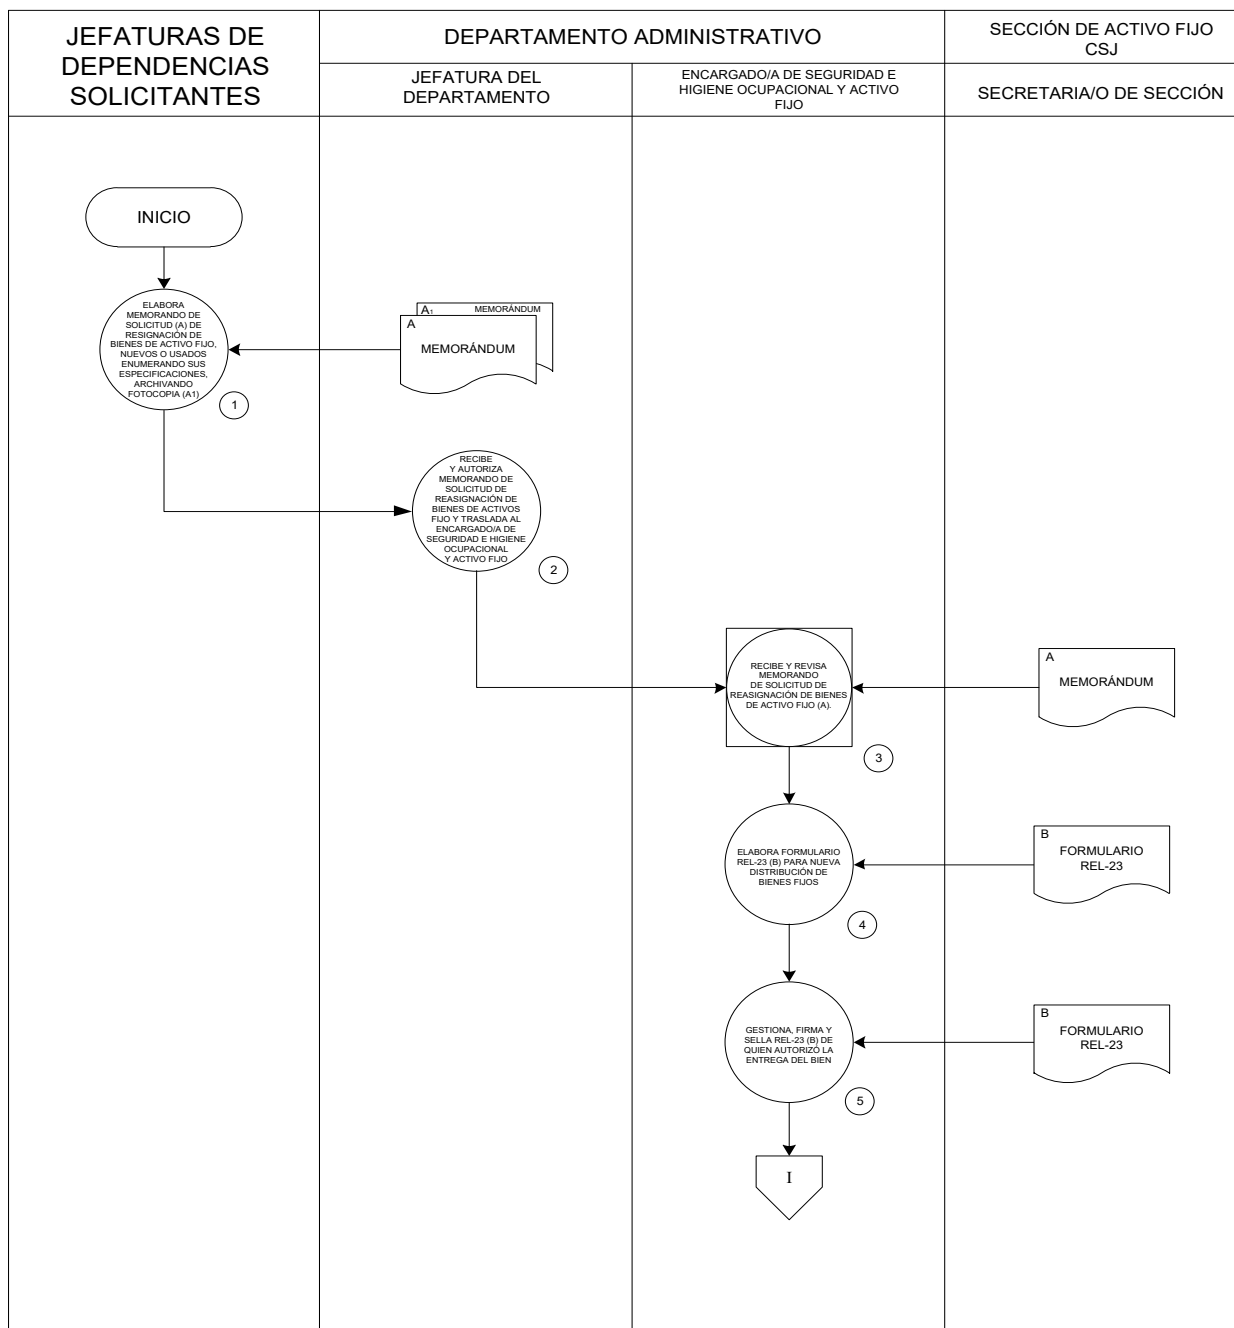 JEFATURAS DE
DEPENDENCIAS
SOLICITANTES
DEPARTAMENTO ADMINISTRATIVO
SECCIÓN DE ACTIVO FIJO
CSJ
JEFATURA DEL
DEPARTAMENTO
ENCARGADO/A DE SEGURIDAD E
HIGIENE OCUPACIONAL Y ACTIVO
FIJO
SECRETARIA/O DE SECCIÓN
INICIO
ELABORA
MEMORANDO DE
SOLICITUD (A) DE
RESIGNACIÓN DE
BIENES DE ACTIVO FIJO,
NUEVOS O USADOS
ENUMERANDO SUS
ESPECIFICACIONES,
ARCHIVANDO
FOTOCOPIA (A1)
1
A1 MEMORÁNDUM
A
MEMORÁNDUM
RECIBE
Y AUTORIZA
MEMORANDO DE
SOLICITUD DE
REASIGNACIÓN DE
BIENES DE ACTIVOS
FIJO Y TRASLADA AL
ENCARGADO/A DE
SEGURIDAD E HIGIENE
OCUPACIONAL
Y ACTIVO FIJO
2
RECIBE Y REVISA
MEMORANDO
DE SOLICITUD DE
REASIGNACIÓN DE BIENES
DE ACTIVO FIJO (A).
3
A
MEMORÁNDUM
ELABORA FORMULARIO
REL-23 (B) PARA NUEVA
DISTRIBUCIÓN DE
BIENES FIJOS
4
B
FORMULARIO
REL-23
GESTIONA, FIRMA Y
SELLA REL-23 (B) DE
QUIEN AUTORIZÓ LA
ENTREGA DEL BIEN
5
B
FORMULARIO
REL-23
I